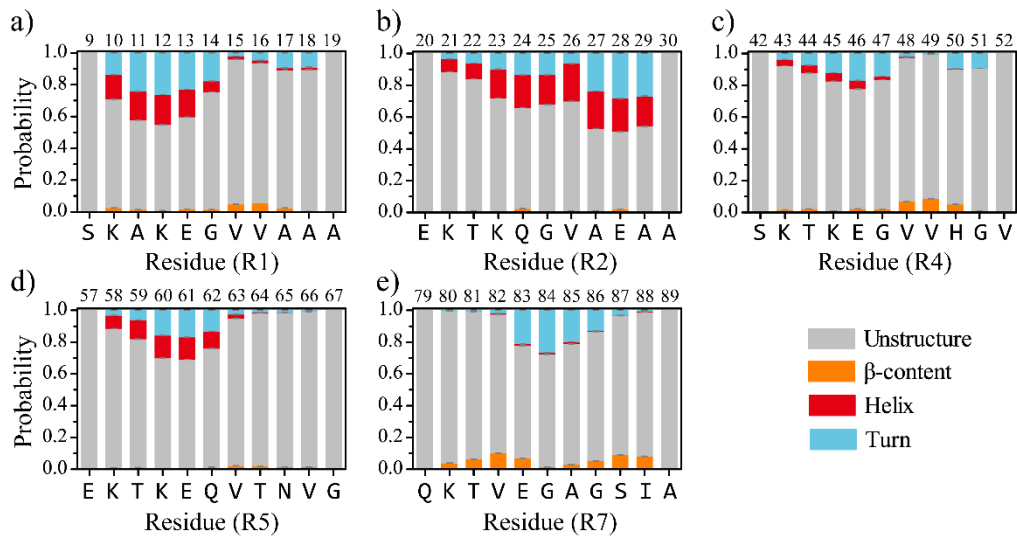 a)
9 10 11 12 13 14 15 16 17 18 19
1.0
0.8
0.6
0.4
0.2
0.0
Probability
S K A K E G V V A A A
Residue (R1)
b)
20 21 22 23 24 25 26 27 28 29 30
1.0
0.8
0.6
0.4
0.2
0.0
E K T K Q G V A E A A
Residue (R2)
c)
42 43 44 45 46 47 48 49 50 51 52
1.0
0.8
0.6
0.4
0.2
0.0
S K T K E G V V H G V
Residue (R4)
d)
57 58 59 60 61 62 63 64 65 66 67
1.0
0.8
0.6
0.4
0.2
0.0
Probability
E K T K E Q V T N V G
Residue (R5)
e)
79 80 81 82 83 84 85 86 87 88 89
1.0
0.8
0.6
0.4
0.2
0.0
Q K T V E G A G S I A
Residue (R7)
Unstructure
β-content
Helix
Turn